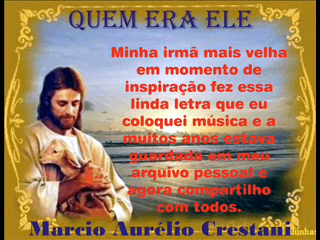 QUEM ERA ELE
Minha irmã mais velha
em momento de
inspiração fez essa
linda letra que eu
coloquei música e a
muitos anos estava
guardada em mau
arquivo pessoal e
agora compartilho
com todos.
Marcio Aurélio Crestani